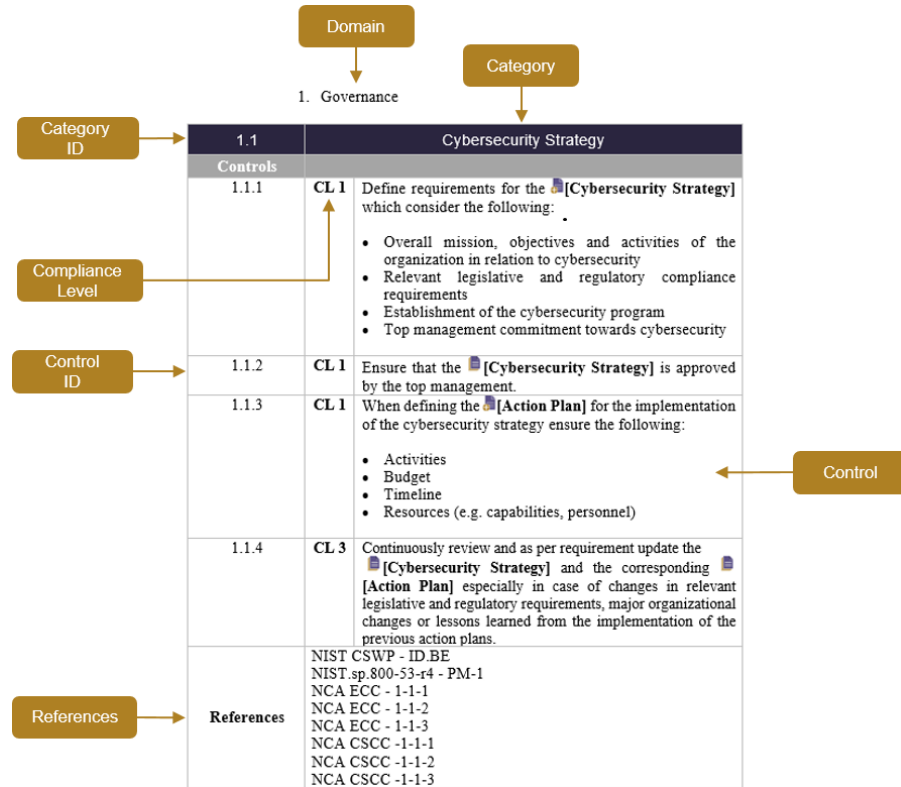 Domain
Category
1. Governance
Category
ID
1.1 Cybersecurity Strategy
Controls
1.1.1 CL 1 Define requirements for the [Cybersecurity Strategy]
which consider the following:
• Overall mission, objectives and activities of the
organization in relation to cybersecurity
• Relevant legislative and regulatory compliance
requirements
• Establishment of the cybersecurity program
• Top management commitment towards cybersecurity
Compliance
Level
Control
ID
1.1.2 CL 1 Ensure that the [Cybersecurity Strategy] is approved
by the top management.
1.1.3 CL 1 When defining the [Action Plan] for the implementation
of the cybersecurity strategy ensure the following:
• Activities
• Budget
• Timeline
• Resources (e.g. capabilities, personnel)
Control
1.1.4 CL 3 Continuously review and as per requirement update the
[Cybersecurity Strategy] and the corresponding
[Action Plan] especially in case of changes in relevant
legislative and regulatory requirements, major organizational
changes or lessons learned from the implementation of the
previous action plans.
References
References
NIST CSWP - ID.BE
NIST.sp.800-53-r4 - PM-1
NCA ECC - 1-1-1
NCA ECC - 1-1-2
NCA ECC - 1-1-3
NCA CSCC -1-1-1
NCA CSCC -1-1-2
NCA CSCC -1-1-3